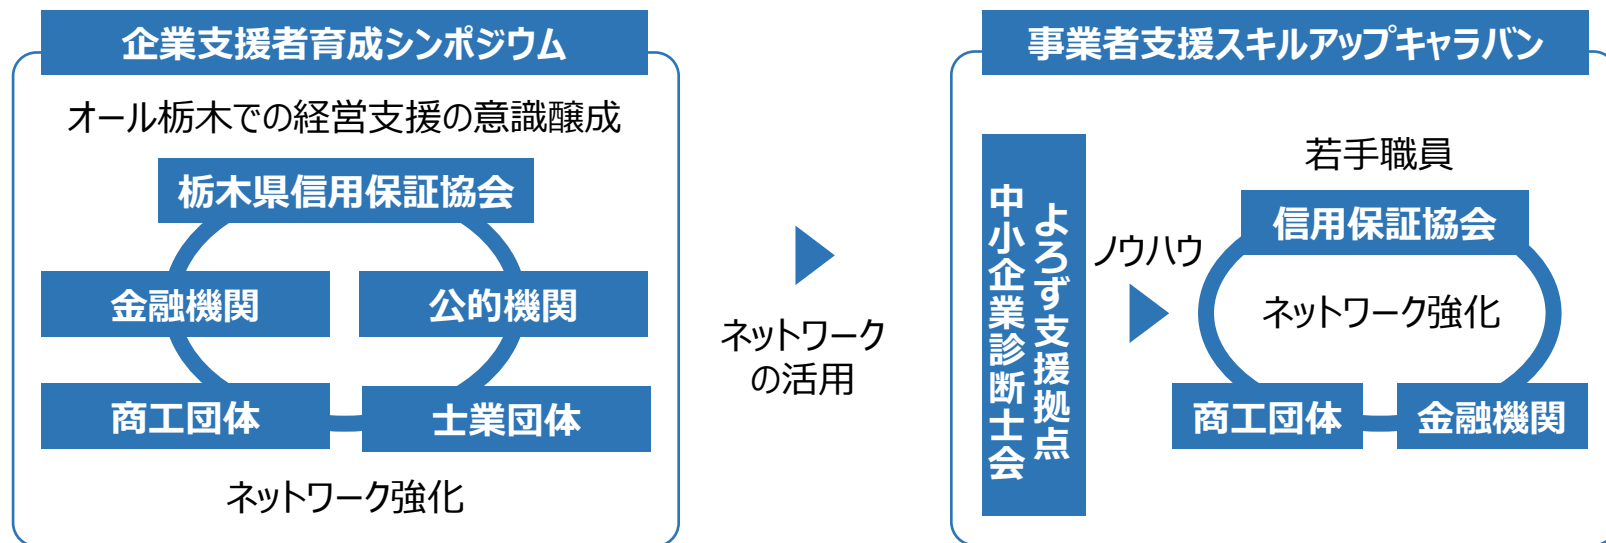 企業支援者育成シンポジウム
オール栃木での経営支援の意識醸成
栃木県信用保証協会
金融機関
公的機関
商工団体
士業団体
ネットワーク強化
ネットワーク
の活用
事業者支援スキルアップキャラバン
よろず支援拠点
中小企業診断士会
ノウハウ
若手職員
信用保証協会
ネットワーク強化
商工団体
金融機関